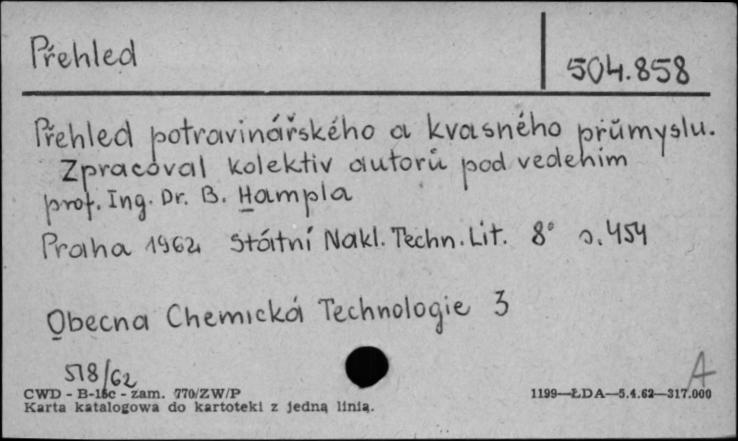 Přehled
504.858
Přehled potravinářského a kvasného průmyslu.
Zpracoval kolektiv autorů pod vedením
prof. Ing. Dr. B. Hampla
Praha 1962 Státní Nakl. Techn. Lit. 8° s. 454
Obecna Chemická Technologie 3
518/62
A
CWD - B-15c - zam. 770/ZW/P
1199—ŁDA—5.4.62—317.000
Karta katalogowa do kartoteki z jedną linią.